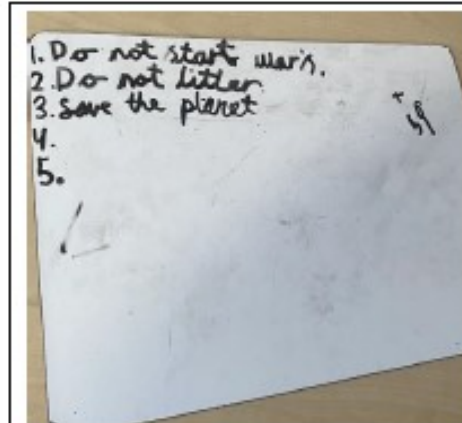 1. Do not start war's.
2. Do not litter
3. Save the planet
4.
5.